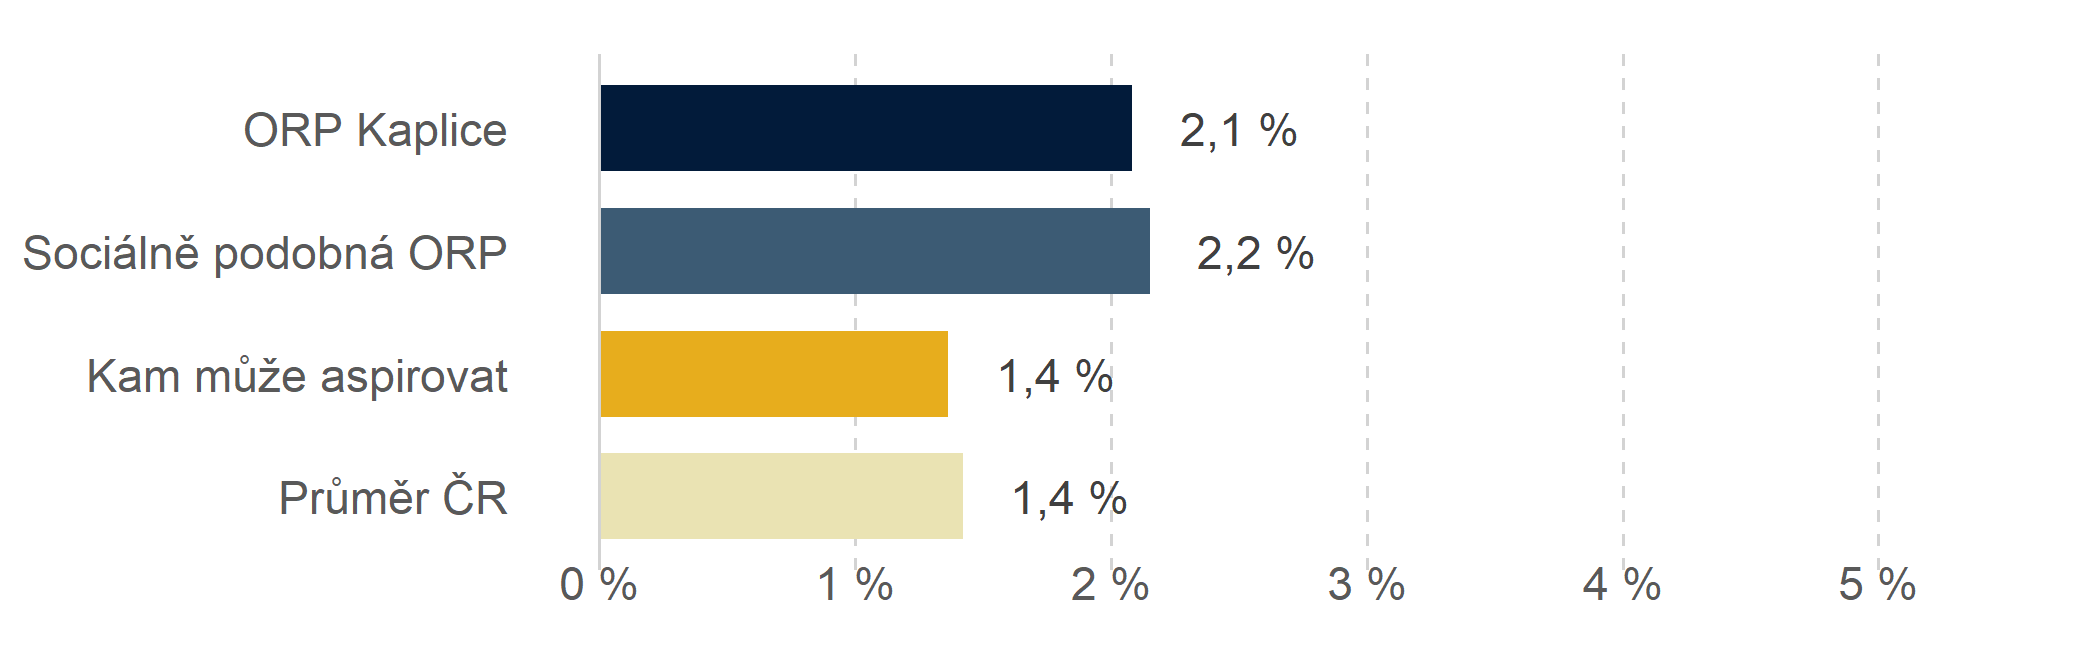 ORP Kaplice 2,1 %
Sociálně podobná ORP 2,2 %
Kam může aspirovat 1,4 %
Průměr ČR 1,4 %
0 % 1 % 2 % 3 % 4 % 5 %